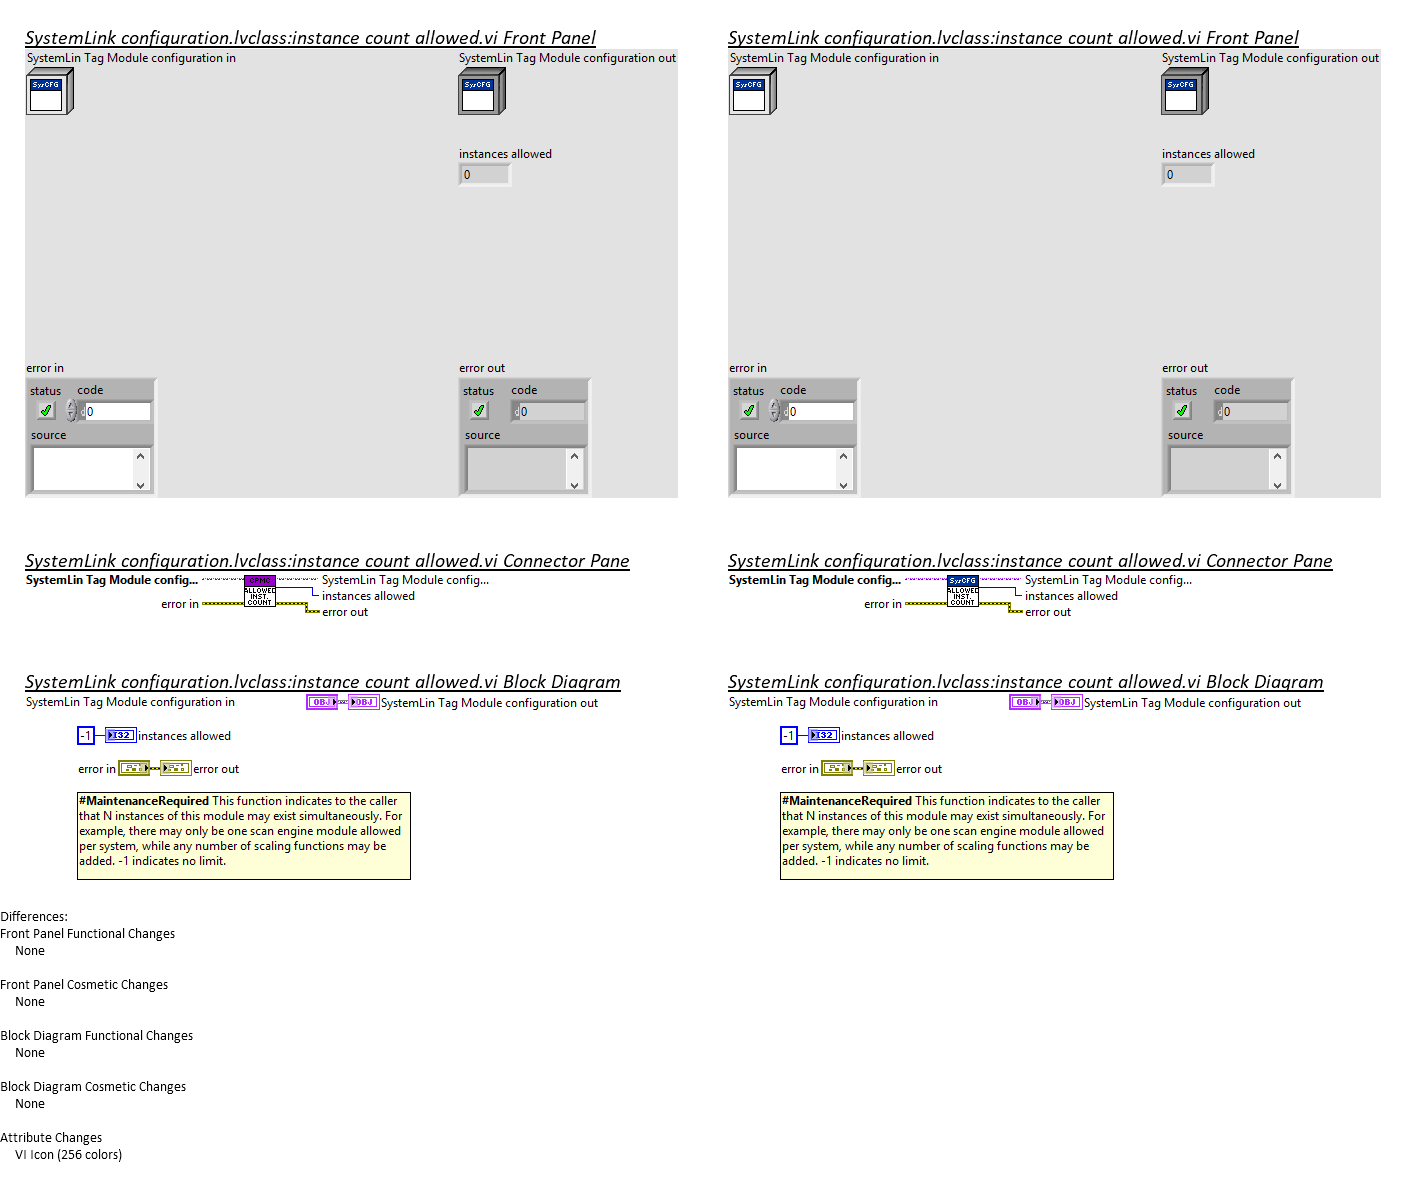 SystemLink configuration.lvclass:instance count allowed.vi Front Panel
SystemLin Tag Module configuration in
SystemLin Tag Module configuration out
SysCFG
SysCFG
instances allowed
0
error in
error out
status
code
d 0
source
status
code
d 0
source
SystemLink configuration.lvclass:instance count allowed.vi Front Panel
SystemLin Tag Module configuration in
SystemLin Tag Module configuration out
SysCFG
SysCFG
instances allowed
0
error in
error out
status
code
d 0
source
status
code
d 0
source
SystemLink configuration.lvclass:instance count allowed.vi Connector Pane
SystemLin Tag Module config...
error in
CPMC
ALLOWED
INST.
COUNT
SystemLin Tag Module config...
instances allowed
error out
SystemLink configuration.lvclass:instance count allowed.vi Connector Pane
SystemLin Tag Module config...
error in
SysCFG
ALLOWED
INST.
COUNT
SystemLin Tag Module config...
instances allowed
error out
SystemLink configuration.lvclass:instance count allowed.vi Block Diagram
SystemLin Tag Module configuration in
OBJ
OBJ
SystemLin Tag Module configuration out
-1
I32
instances allowed
error in
error out
#MaintenanceRequired This function indicates to the caller
that N instances of this module may exist simultaneously. For
example, there may only be one scan engine module allowed
per system, while any number of scaling functions may be
added. -1 indicates no limit.
SystemLink configuration.lvclass:instance count allowed.vi Block Diagram
SystemLin Tag Module configuration in
OBJ
OBJ
SystemLin Tag Module configuration out
-1
I32
instances allowed
error in
error out
#MaintenanceRequired This function indicates to the caller
that N instances of this module may exist simultaneously. For
example, there may only be one scan engine module allowed
per system, while any number of scaling functions may be
added. -1 indicates no limit.
Differences:
Front Panel Functional Changes
None
Front Panel Cosmetic Changes
None
Block Diagram Functional Changes
None
Block Diagram Cosmetic Changes
None
Attribute Changes
VI Icon (256 colors)